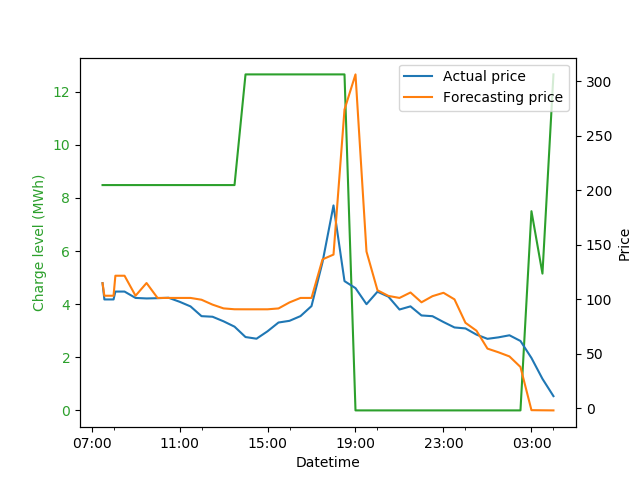 Actual price
Forecasting price
12
10
8
6
4
2
0
Charge level (MWh)
300
250
200
150
100
50
0
Price
07:00 11:00 15:00 19:00 23:00 03:00
Datetime